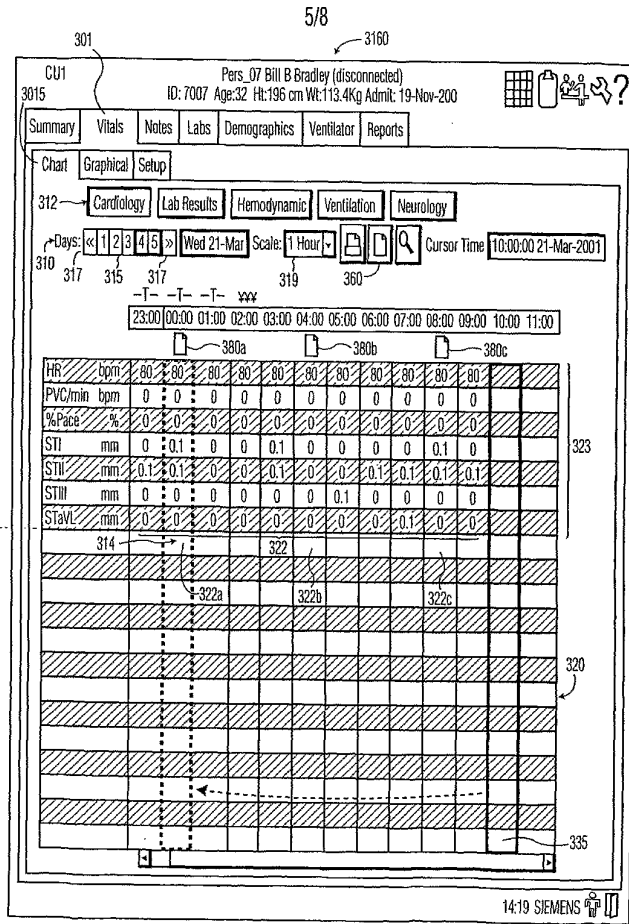 5/8
301
3160
CU1
Pers_07 Bill B Bradley (disconnected)
3015
ID: 7007 Age:32 Ht:196 cm Wt:113.4Kg Admit: 19-Nov-200
?
Summary Vitals Notes Labs Demographics Ventilator Reports
Chart Graphical Setup
312 Cardiology Lab Results Hemodynamic Ventilation Neurology
310 Days: « 1 2 3 4 5 » Wed 21-Mar Scale: 1 Hour Cursor Time 10:00:00 21-Mar-2001
317 315 317 319 360
23:00 00:00 01:00 02:00 03:00 04:00 05:00 06:00 07:00 08:00 09:00 10:00 11:00
380a 380b 380c
HR bpm 80 80 80 80 80 80 80 80 80 80 80
PVC/min bpm 0 0 0 0 0 0 0 0 0 0 0
%Pace % 0 0 0 0 0 0 0 0 0 0 0
323
STI mm 0 0.1 0 0 0.1 0 0 0 0 0.1 0
STII mm 0.1 0.1 0 0 0.1 0 0 0.1 0.1 0.1 0.1
STIII mm 0 0 0 0 0 0 0.1 0 0 0 0
STaVL mm 0 0 0 0 0 0 0 0 0.1 0 0
314 322
322a 322b 322c
320
335
14:19 SIEMENS